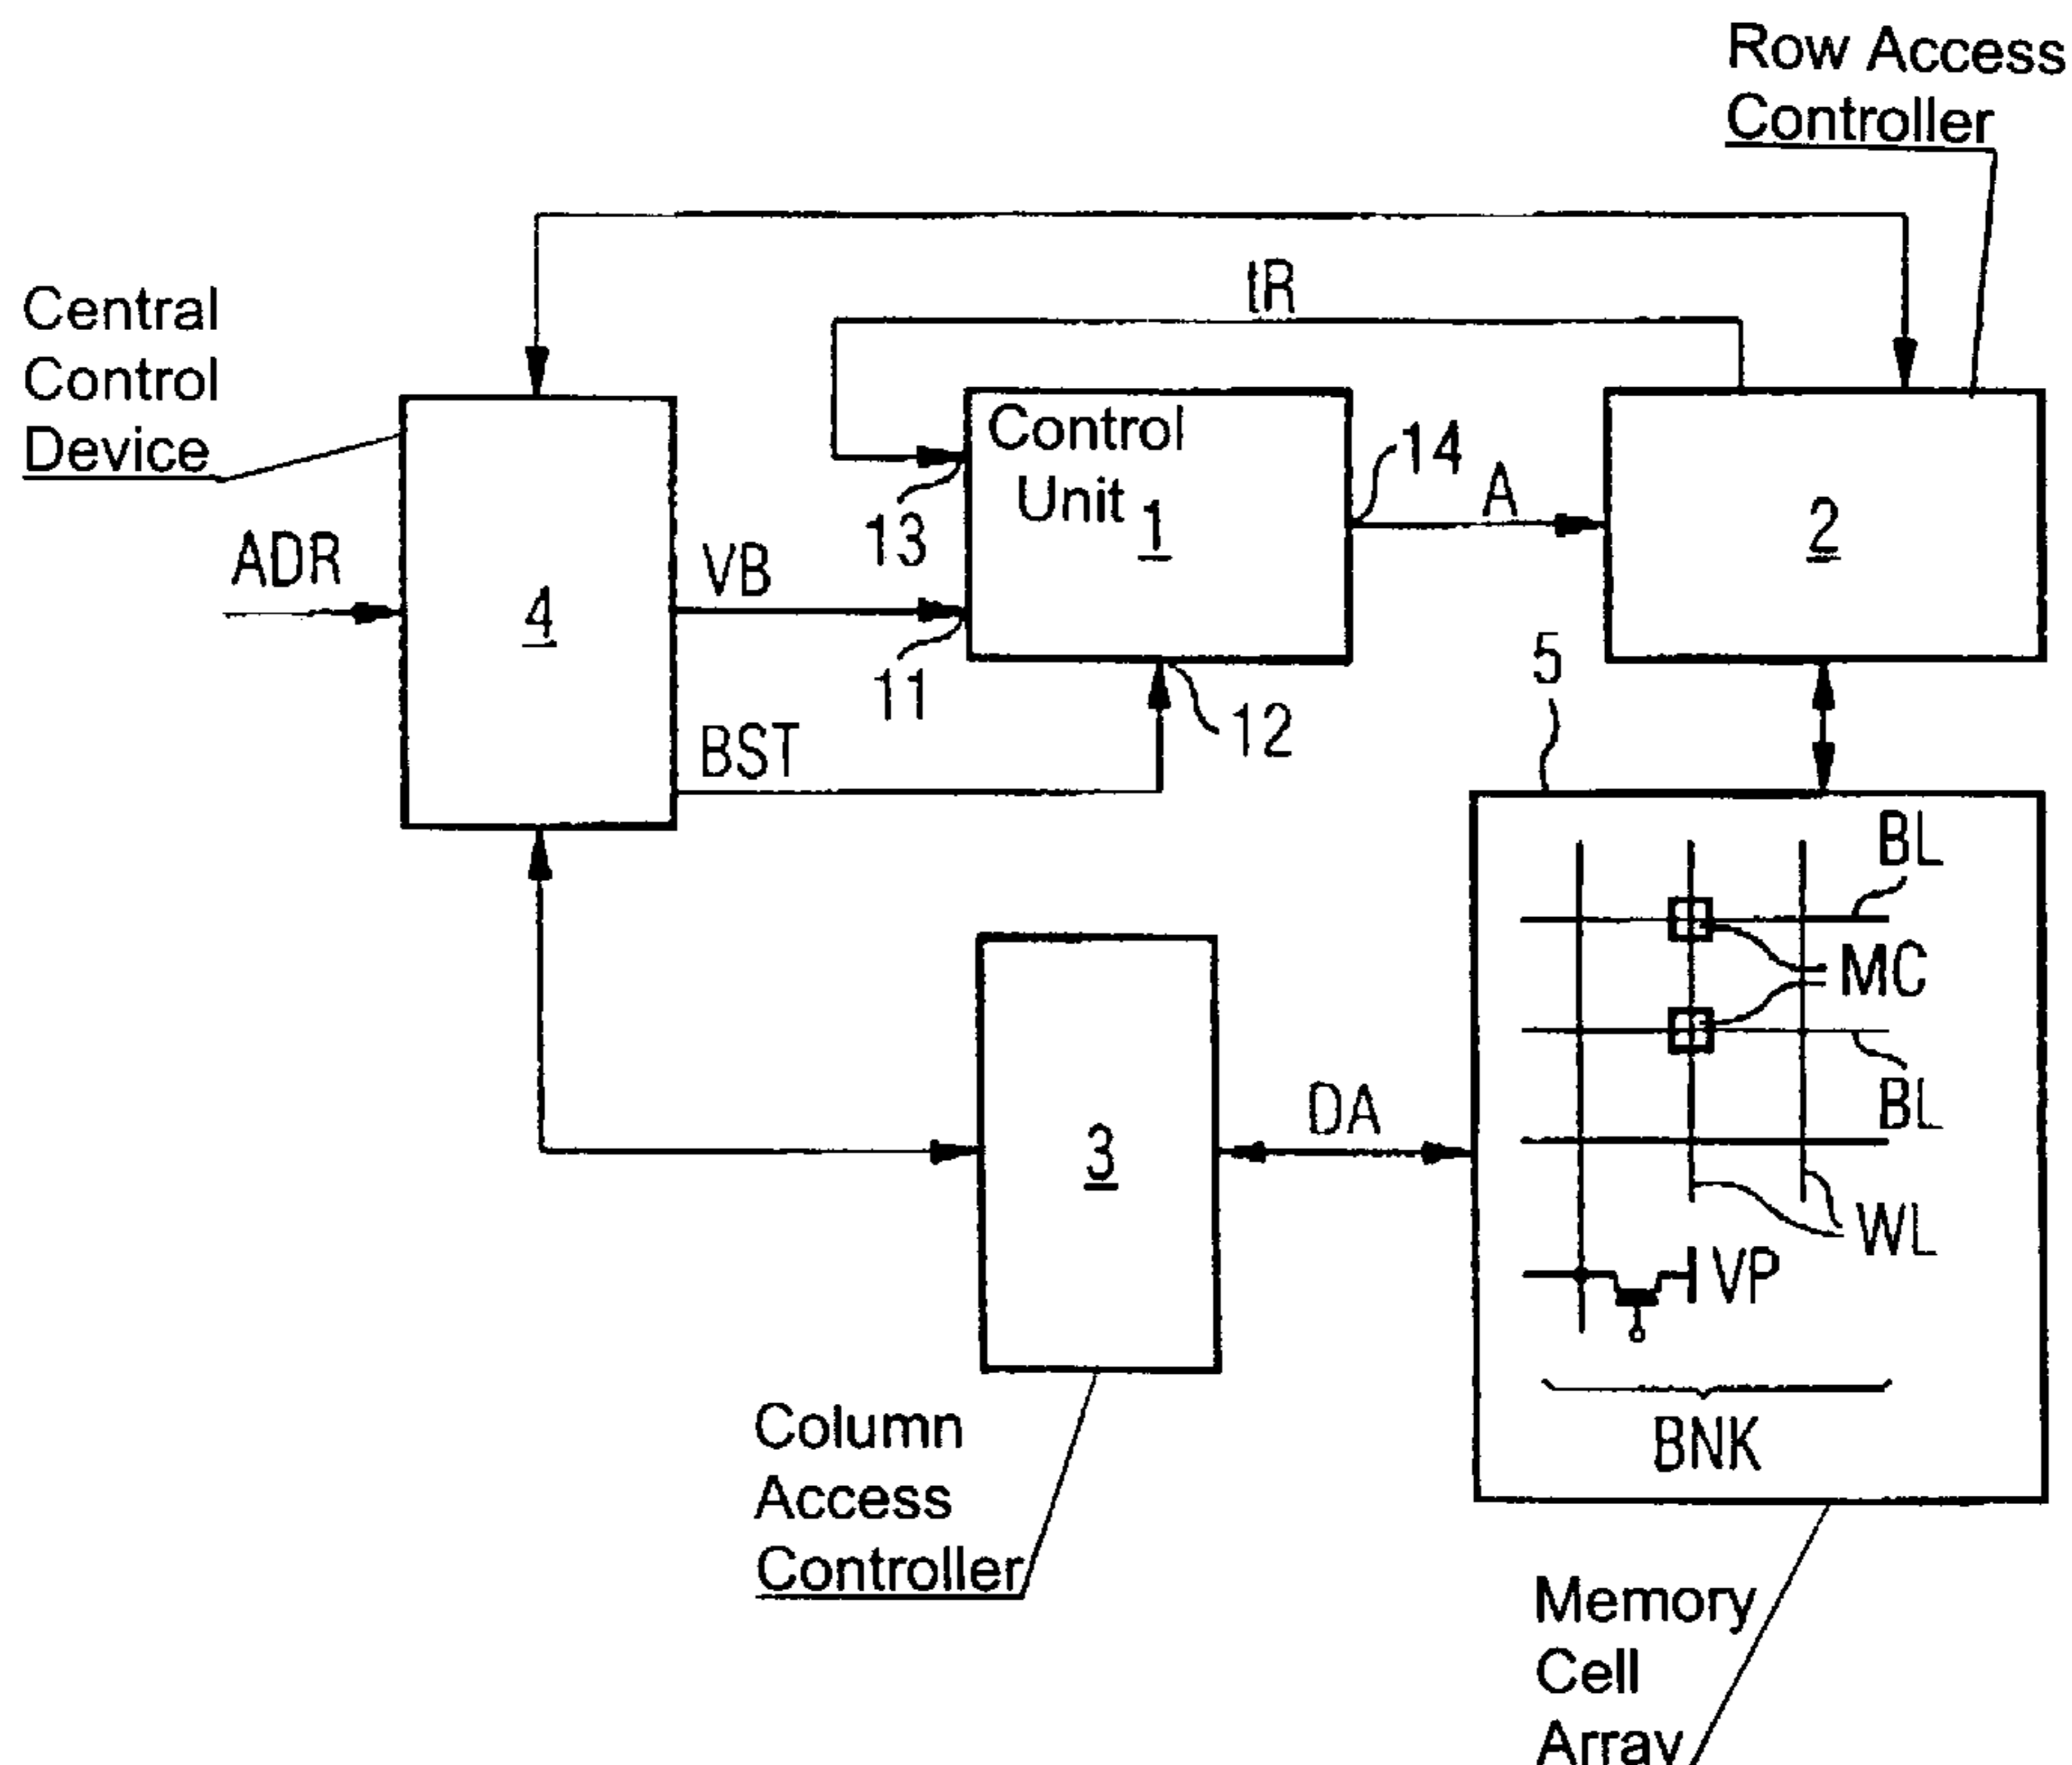 Row Access
Controller
Central
Control
Device
tR
Control
Unit 1
13
11
12
14
A
2
ADR
4
VB
BST
5
BL
MC
BL
WL
VP
BNK
3
DA
Column
Access
Controller
Memory
Cell
Array